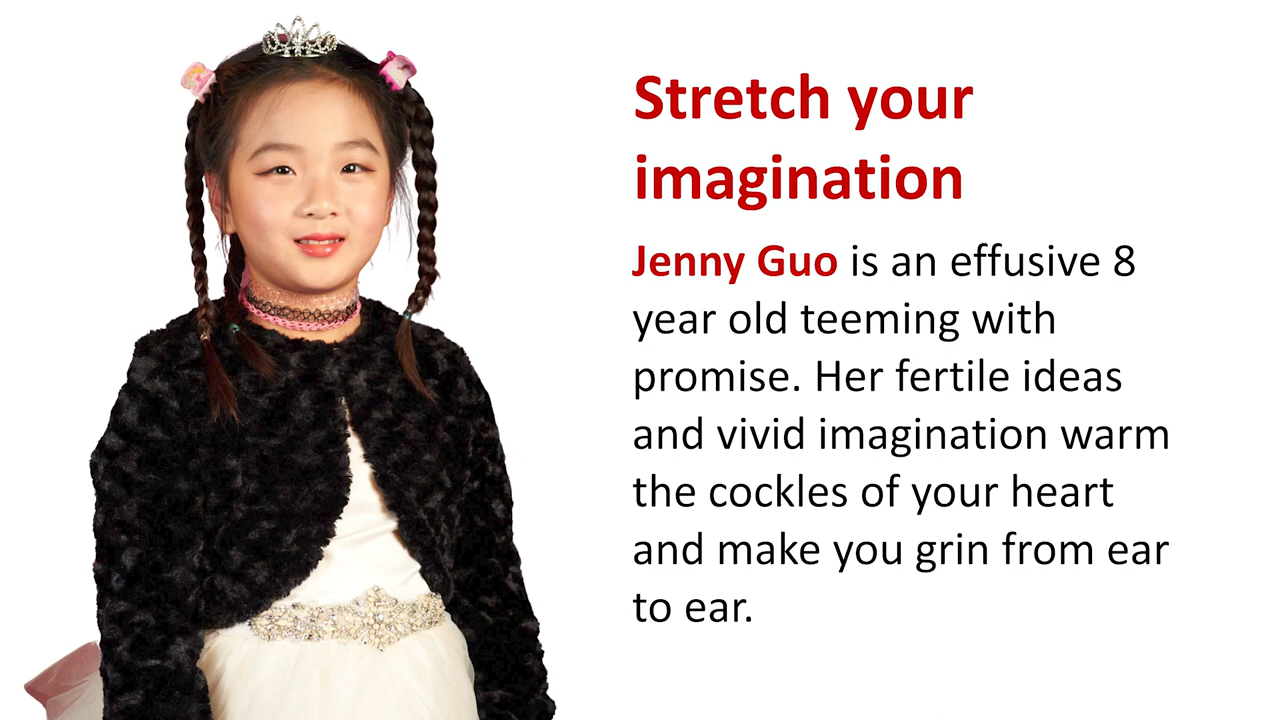 Stretch your
imagination
Jenny Guo is an effusive 8
year old teeming with
promise. Her fertile ideas
and vivid imagination warm
the cockles of your heart
and make you grin from ear
to ear.